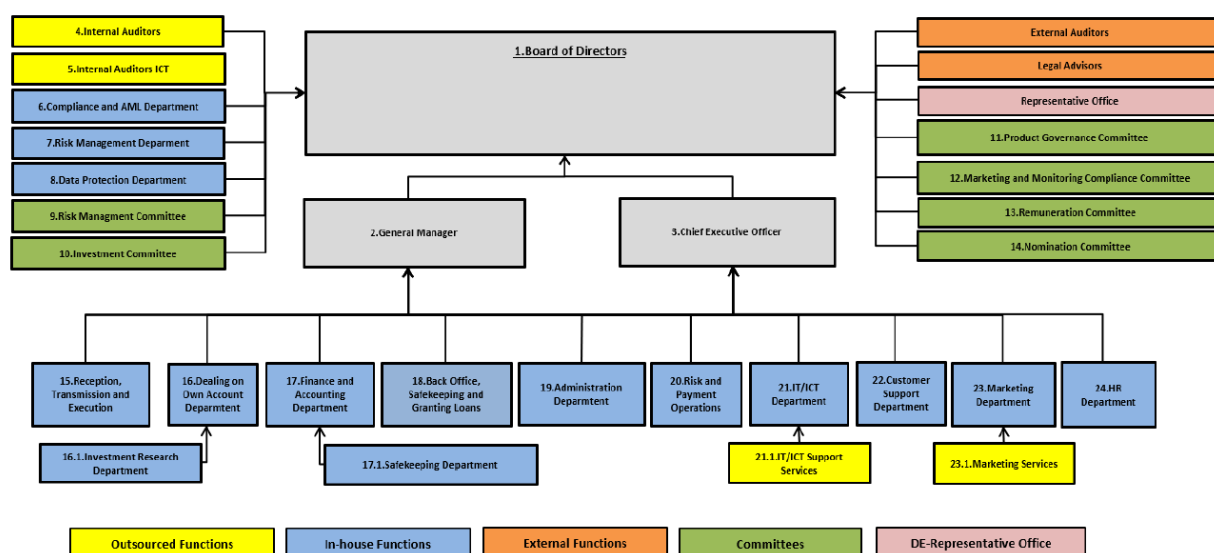 4.Internal Auditors
5.Internal Auditors ICT
6.Compliance and AML Department
7.Risk Management Deparment
8.Data Protection Department
9.Risk Managment Committee
10.Investment Committee
1.Board of Directors
External Auditors
Legal Advisors
Representative Office
11.Product Governance Committee
12.Marketing and Monitoring Compliance Committee
13.Remuneration Committee
14.Nomination Committee
2.General Manager
3.Chief Executive Officer
15.Reception,
Transmission and
Execution
16.Dealing on
Own Account
Deparmtent
17.Finance and
Accounting
Department
18.Back Office,
Safekeeping and
Granting Loans
19.Administration
Deparmtent
20.Risk and
Payment
Operations
21.IT/ICT
Department
22.Customer
Support
Department
23.Marketing
Department
24.HR
Department
16.1.Investment Research
Department
17.1.Safekeeping Department
21.1.IT/ICT Support
Services
23.1.Marketing Services
Outsourced Functions
In-house Functions
External Functions
Committees
DE-Representative Office